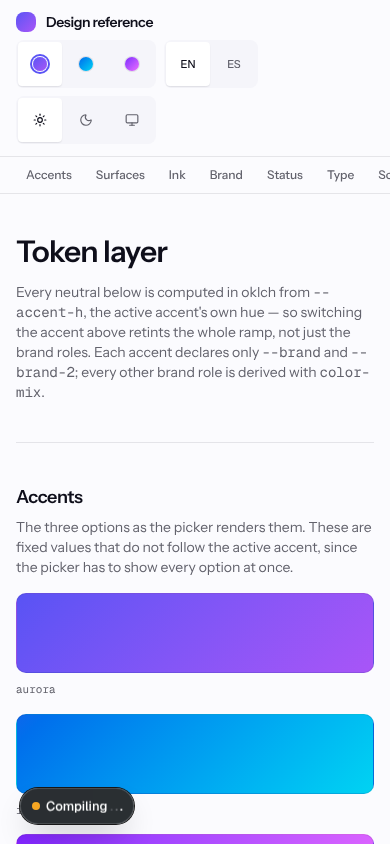 Design reference
EN ES
Accents Surfaces Ink Brand Status Type
Token layer
Every neutral below is computed in oklch from --
accent-h, the active accent's own hue — so switching
the accent above retints the whole ramp, not just the
brand roles. Each accent declares only --brand and --
brand-2; every other brand role is derived with color-
mix.
Accents
The three options as the picker renders them. These are
fixed values that do not follow the active accent, since
the picker has to show every option at once.
aurora
Compiling ...